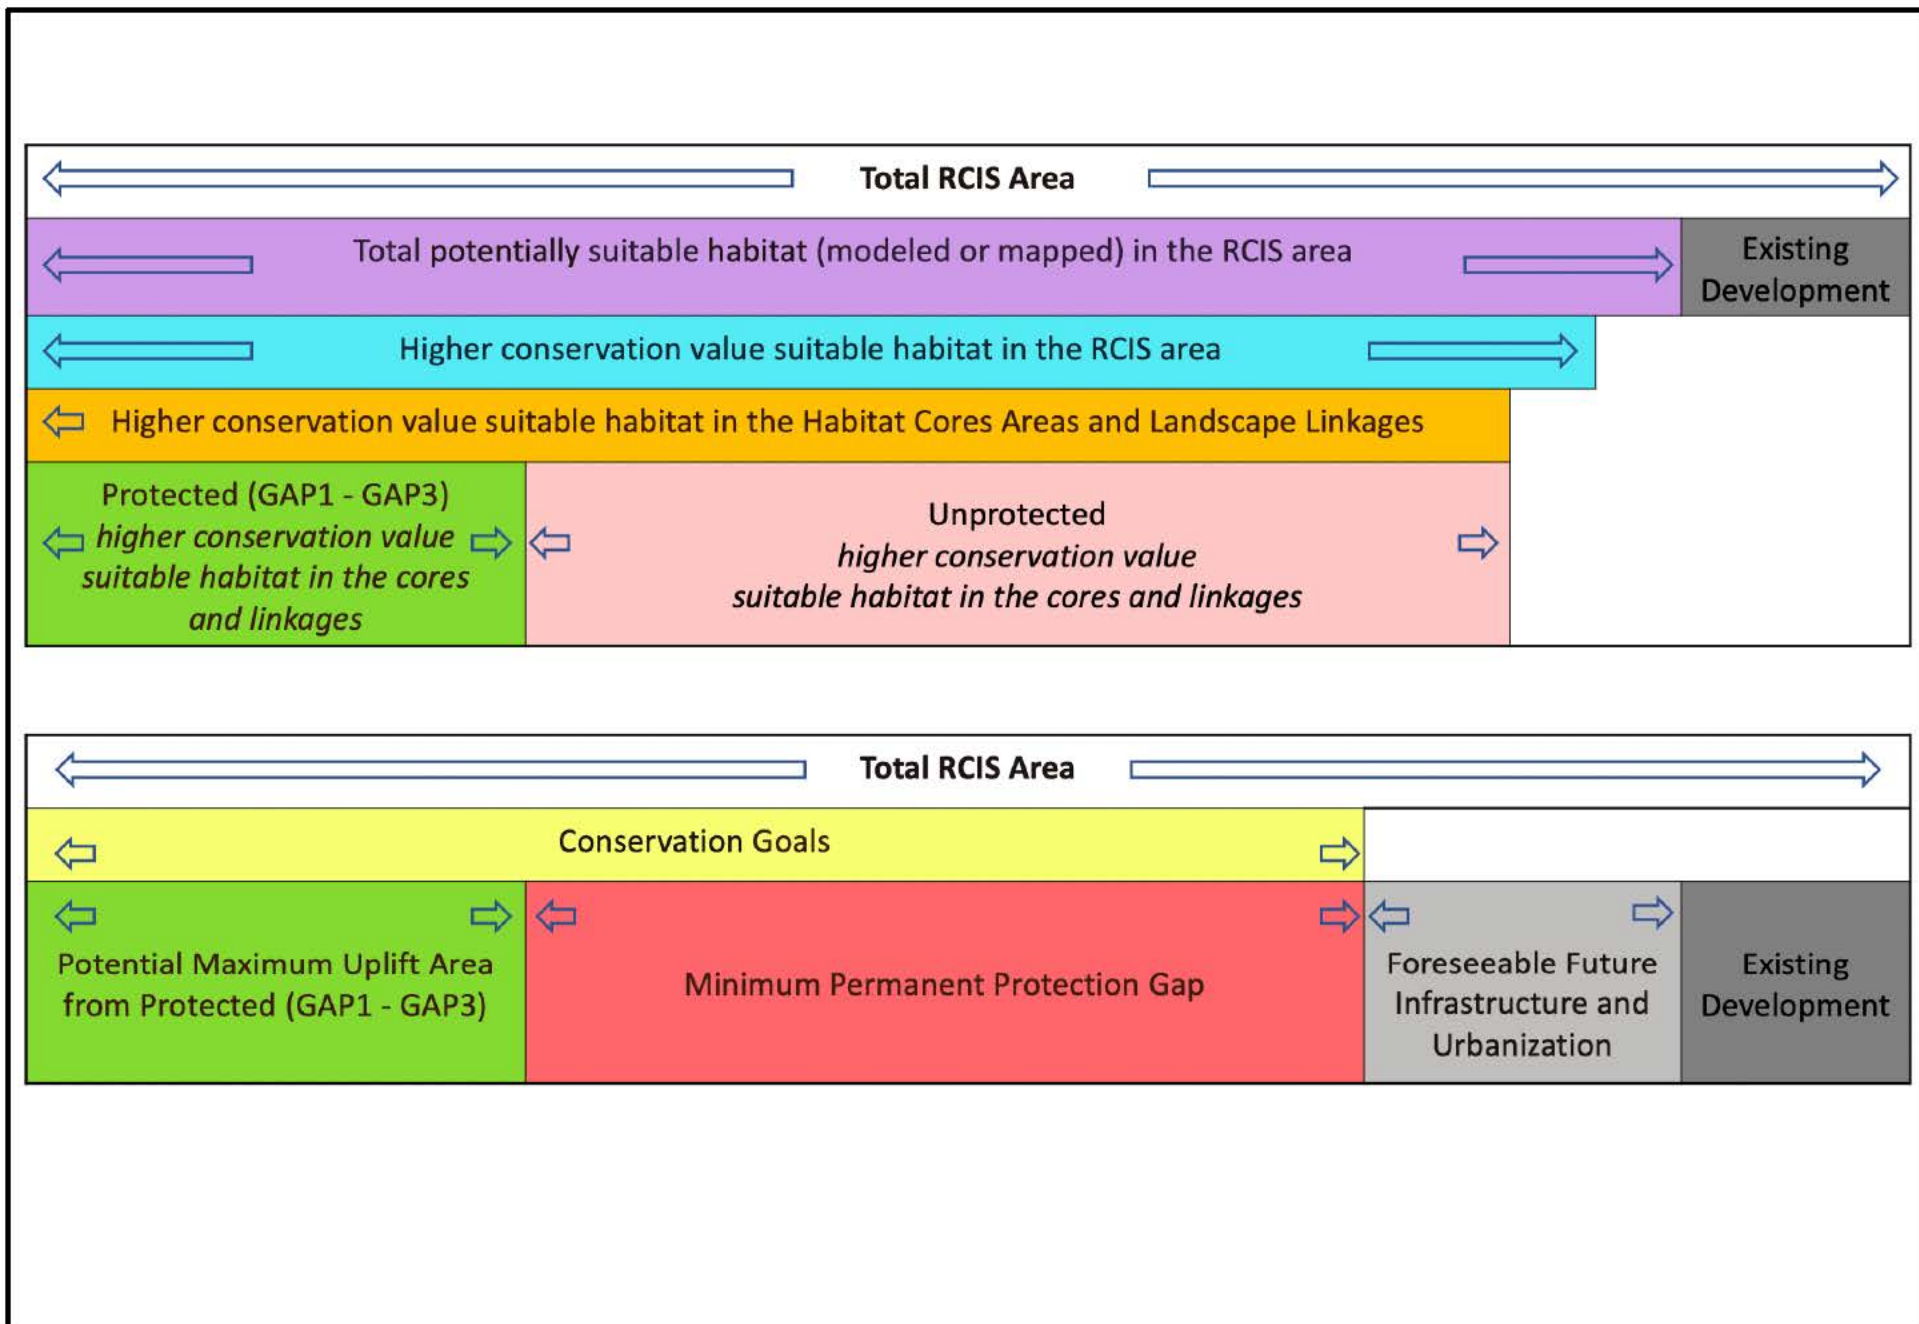 Total RCIS Area
Total potentially suitable habitat (modeled or mapped) in the RCIS area
Existing
Development
Higher conservation value suitable habitat in the RCIS area
Higher conservation value suitable habitat in the Habitat Cores Areas and Landscape Linkages
Protected (GAP1 - GAP3)
higher conservation value
suitable habitat in the cores
and linkages
Unprotected
higher conservation value
suitable habitat in the cores and linkages
Total RCIS Area
Conservation Goals
Potential Maximum Uplift Area
from Protected (GAP1 - GAP3)
Minimum Permanent Protection Gap
Foreseeable Future
Infrastructure and
Urbanization
Existing
Development